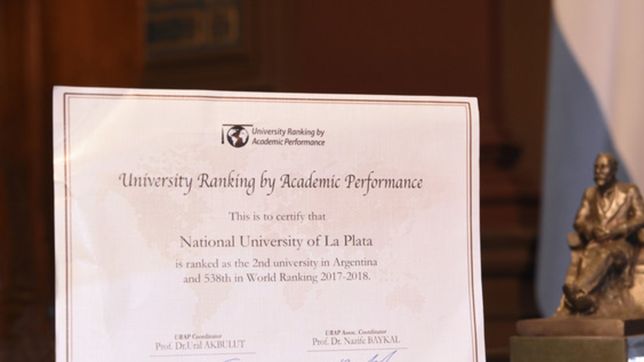 University Ranking by
Academic Performance
University Ranking by Academic Performance
This is to certify that
National University of La Plata
is ranked as the 2nd university in Argentina
and 538th in World Ranking 2017-2018.
URAP Coordinator
Prof. Dr.Ural AKBULUT
URAP Assoc. Coordinator
Prof. Dr. Nazife BAYKAL